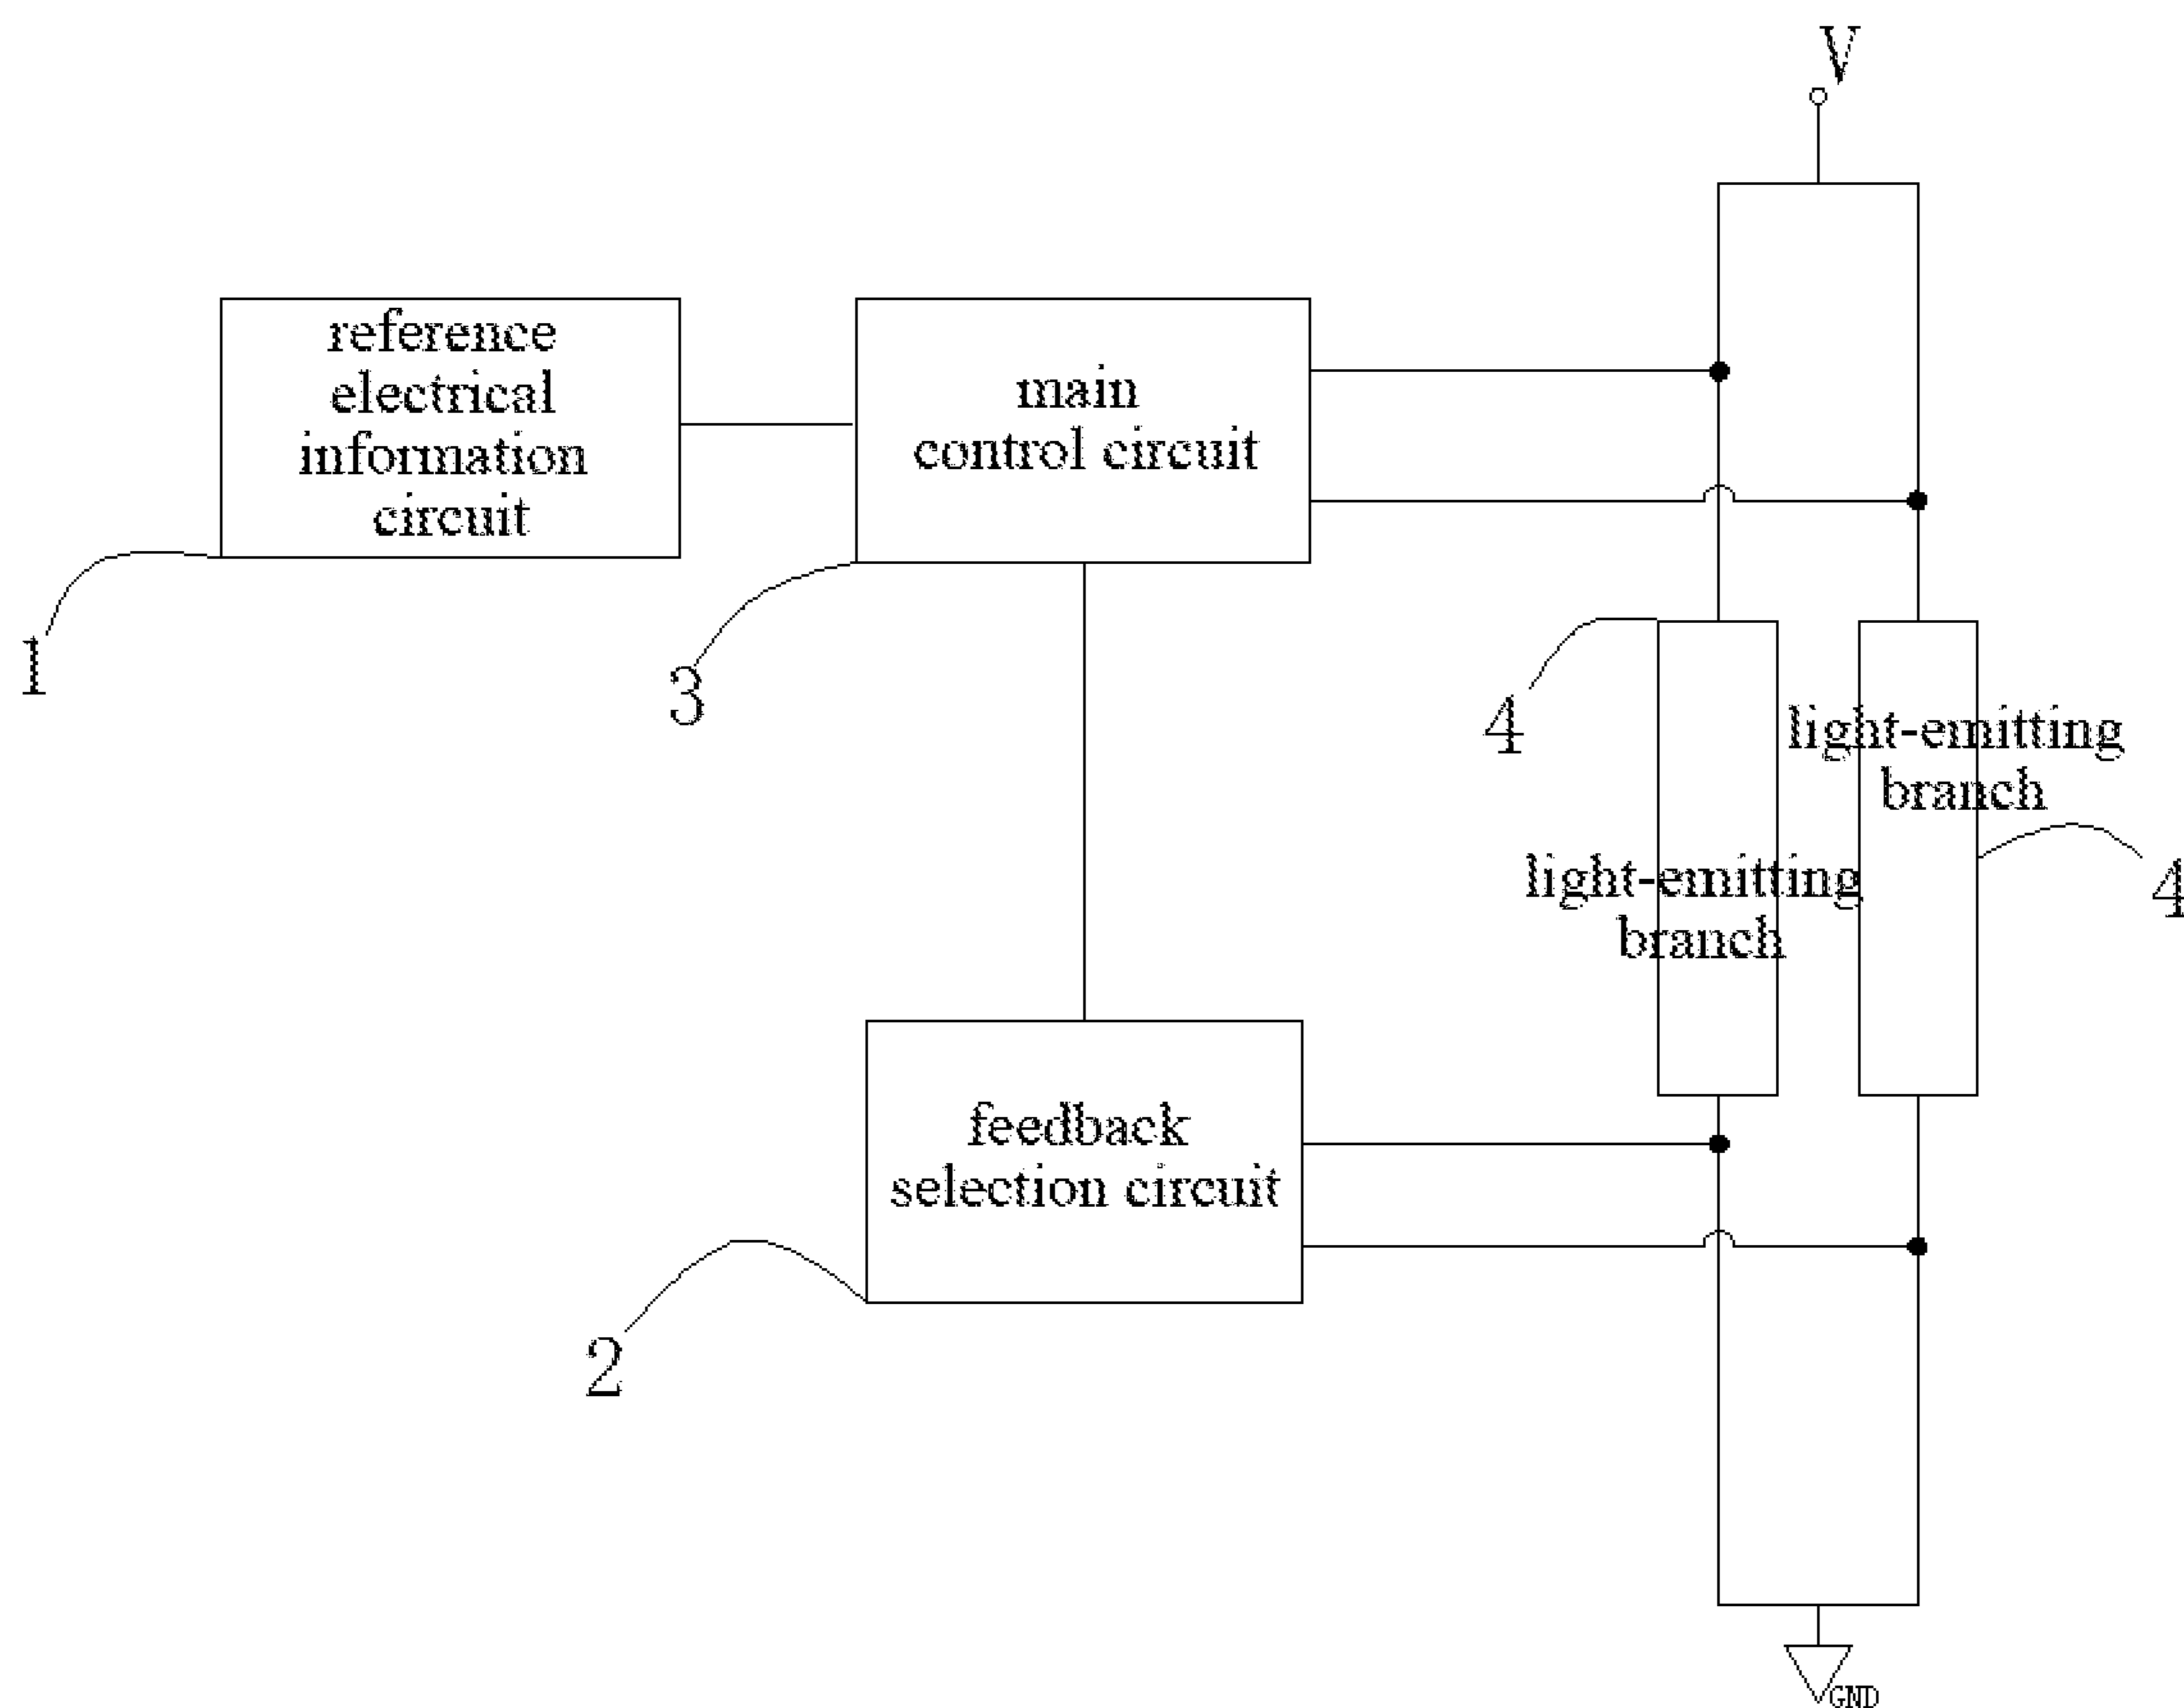 V
reference
electrical
information
circuit
main
control circuit
1
3
4
light-emitting
branch
light-emitting
branch
4
feedback
selection circuit
2
GND